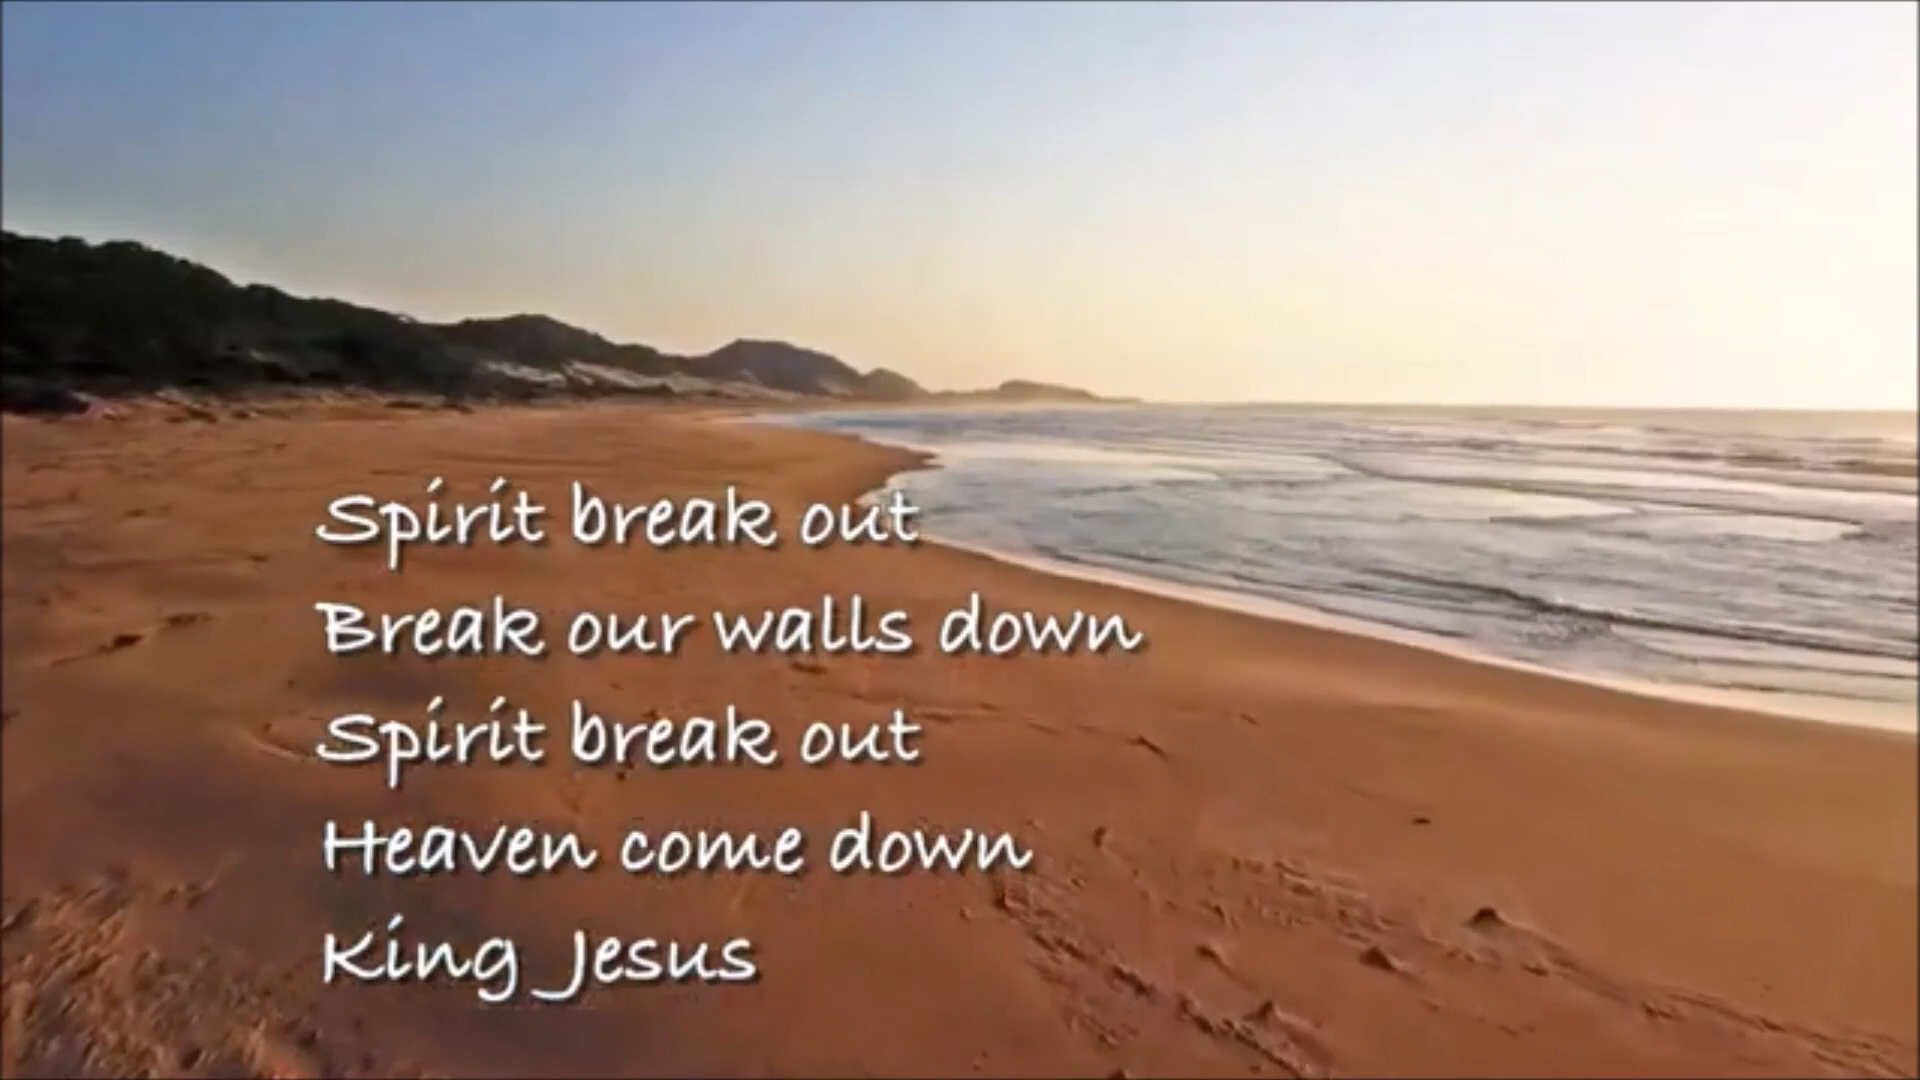 Spirit break out
Break our walls down
Spirit break out
Heaven come down
King Jesus